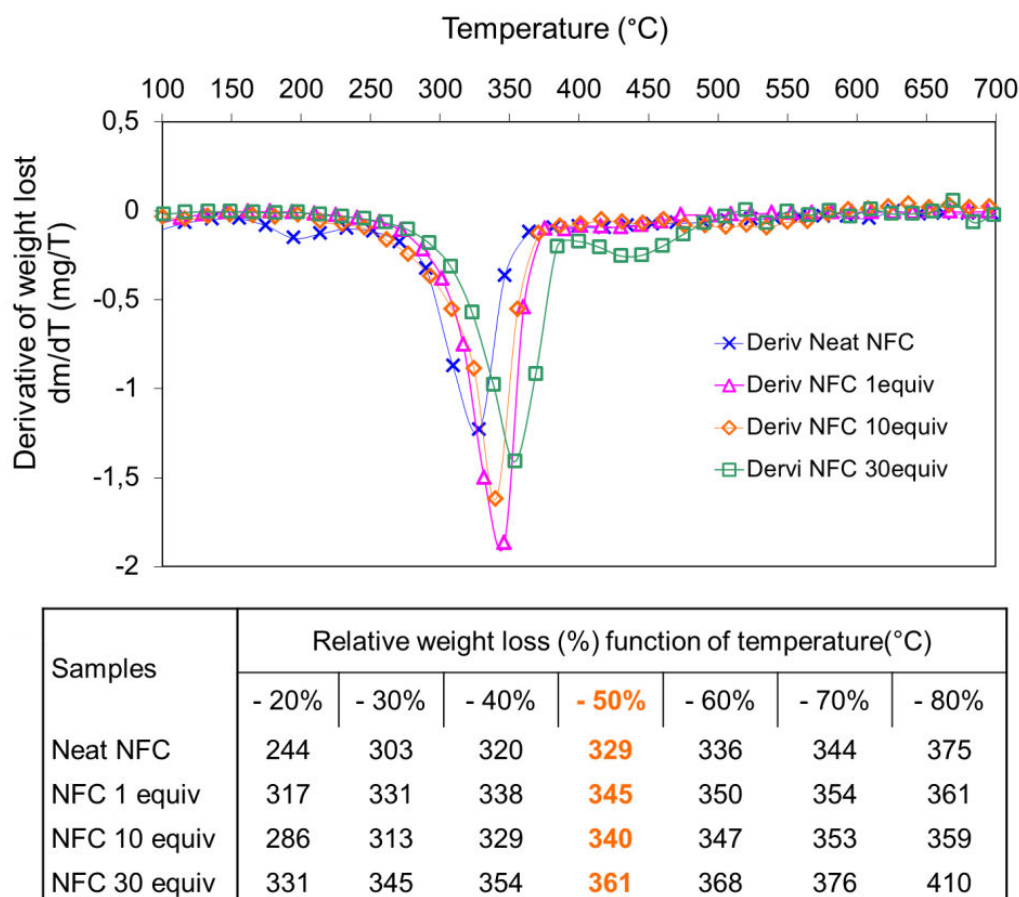 Temperature (°C)
100 150 200 250 300 350 400 450 500 550 600 650 700
Derivative of weight lost
dm/dT (mg/T)
0,5
0
-0,5
-1
-1,5
-2
Deriv Neat NFC
Deriv NFC 1equiv
Deriv NFC 10equiv
Dervi NFC 30equiv
Samples
Relative weight loss (%) function of temperature(°C)
- 20% - 30% - 40% - 50% - 60% - 70% - 80%
Neat NFC 244 303 320 329 336 344 375
NFC 1 equiv 317 331 338 345 350 354 361
NFC 10 equiv 286 313 329 340 347 353 359
NFC 30 equiv 331 345 354 361 368 376 410